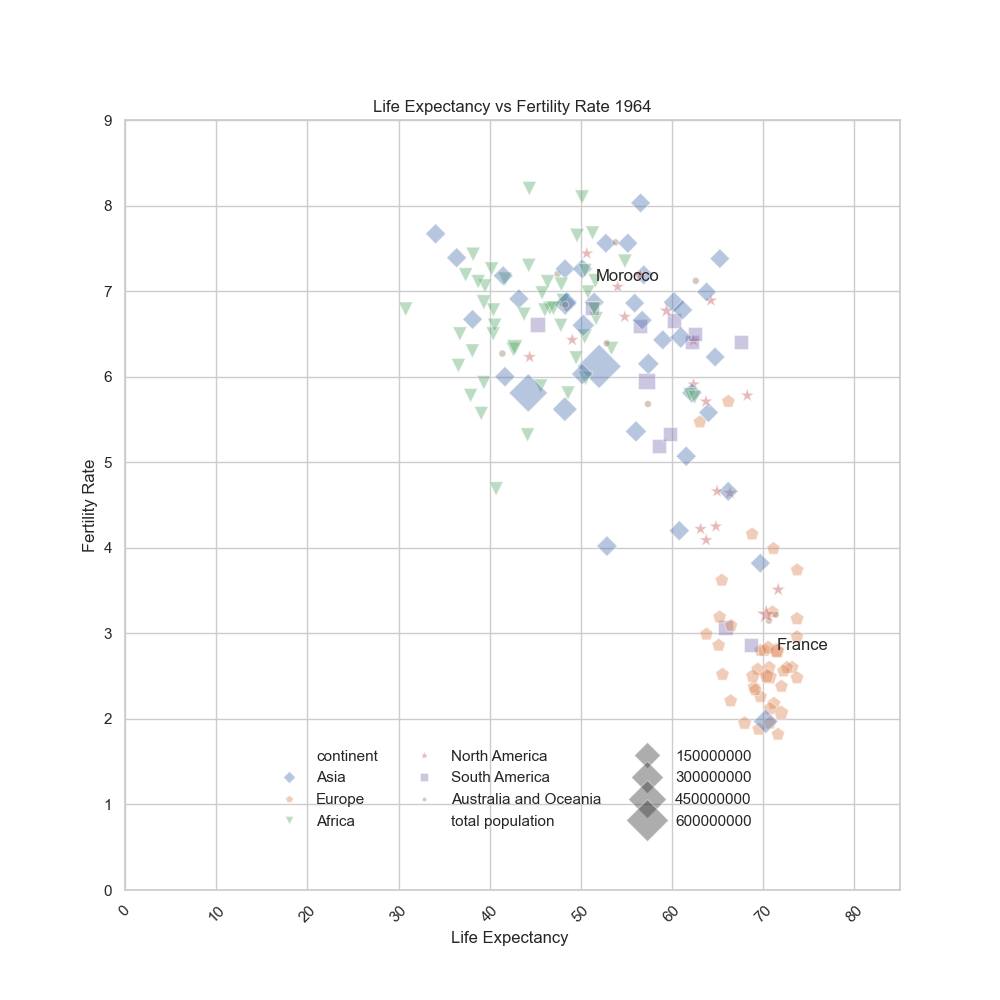 Life Expectancy vs Fertility Rate 1964
9
8
7
6
5
4
3
2
1
0
Fertility Rate
Morocco
France
continent
Asia
Europe
Africa
North America
South America
Australia and Oceania
total population
150000000
300000000
450000000
600000000
0
10
20
30
40
50
60
70
80
Life Expectancy